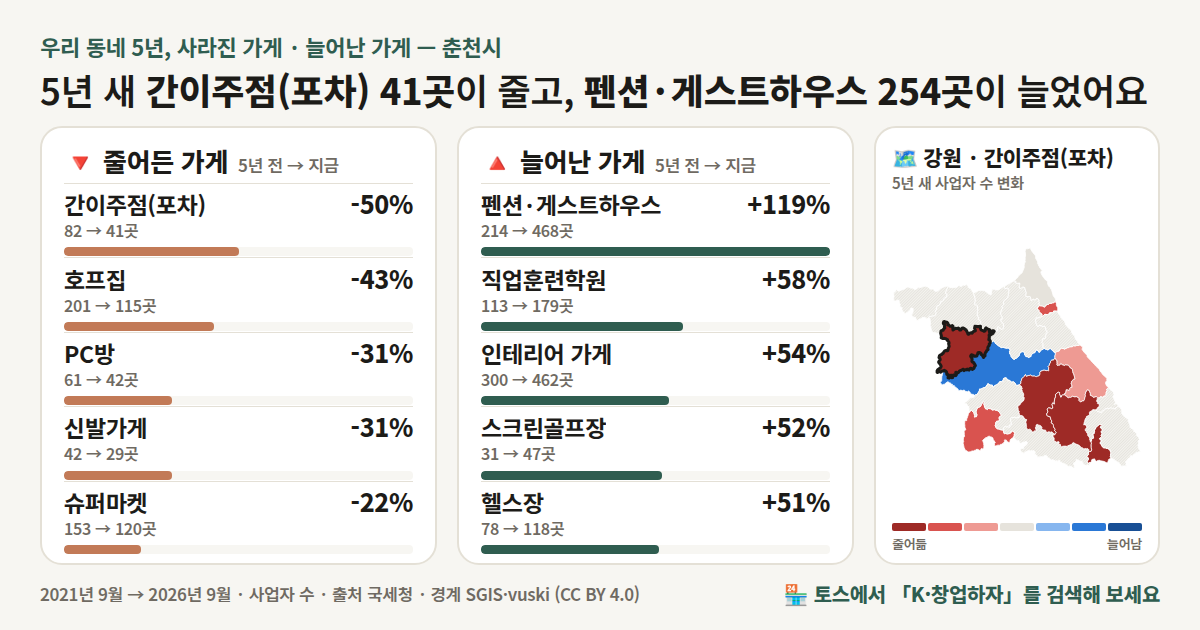 우리 동네 5년, 사라진 가게 · 늘어난 가게 — 춘천시
5년 새 간이주점(포차) 41곳이 줄고, 펜션·게스트하우스 254곳이 늘었어요
줄어든 가게 5년 전 → 지금
간이주점(포차) -50%
82 → 41곳
호프집 -43%
201 → 115곳
PC방 -31%
61 → 42곳
신발가게 -31%
42 → 29곳
슈퍼마켓 -22%
153 → 120곳
늘어난 가게 5년 전 → 지금
펜션·게스트하우스 +119%
214 → 468곳
직업훈련학원 +58%
113 → 179곳
인테리어 가게 +54%
300 → 462곳
스크린골프장 +52%
31 → 47곳
헬스장 +51%
78 → 118곳
강원 · 간이주점(포차)
5년 새 사업자 수 변화
줄어듦 늘어남
2021년 9월 → 2026년 9월 · 사업자 수 · 출처 국세청 · 경계 SGIS·vuski (CC BY 4.0)
토스에서 「K·창업하자」를 검색해 보세요